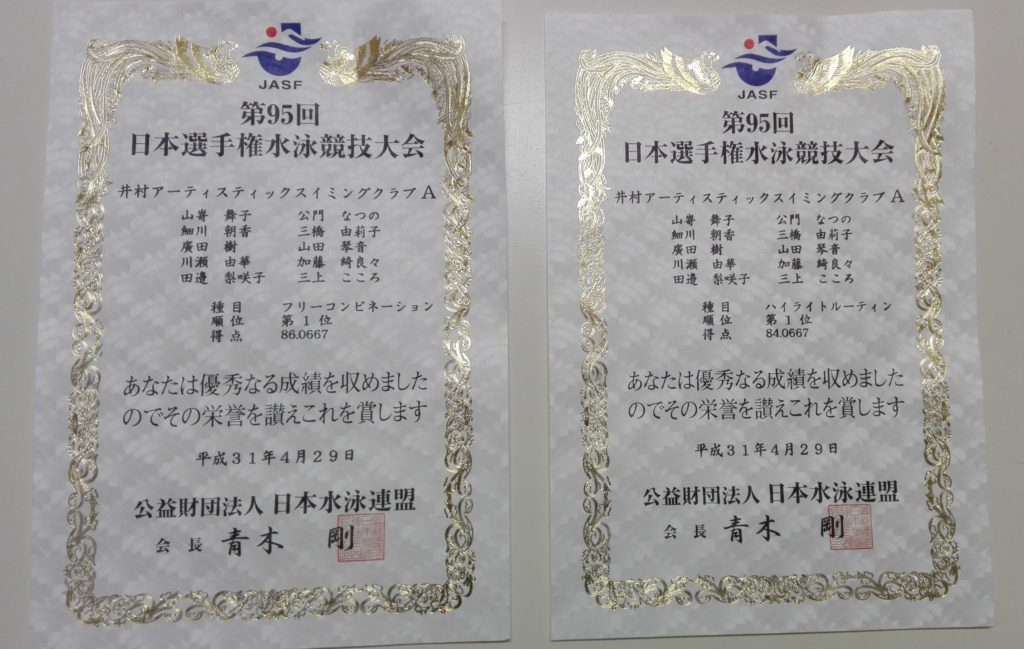 JASF
第95回
日本選手権水泳競技大会
井村アーティスティックスイミングクラブ A
山嵜 舞子 公門 なつの
細川 朝香 三橋 由莉子
廣田 樹 山田 琴音
川瀬 由華 加藤 綺良々
田邉 梨咲子 三上 こころ
種目 フリーコンビネーション
順位 第1位
得点 86.0667
あなたは優秀なる成績を収めました
のでその栄誉を讃えこれを賞します
平成31年4月29日
公益財団法人 日本水泳連盟
会長 青木 剛
JASF
第95回
日本選手権水泳競技大会
井村アーティスティックスイミングクラブ A
山嵜 舞子 公門 なつの
細川 朝香 三橋 由莉子
廣田 樹 山田 琴音
川瀬 由華 加藤 綺良々
田邉 梨咲子 三上 こころ
種目 ハイライトルーティン
順位 第1位
得点 84.0667
あなたは優秀なる成績を収めました
のでその栄誉を讃えこれを賞します
平成31年4月29日
公益財団法人 日本水泳連盟
会長 青木 剛